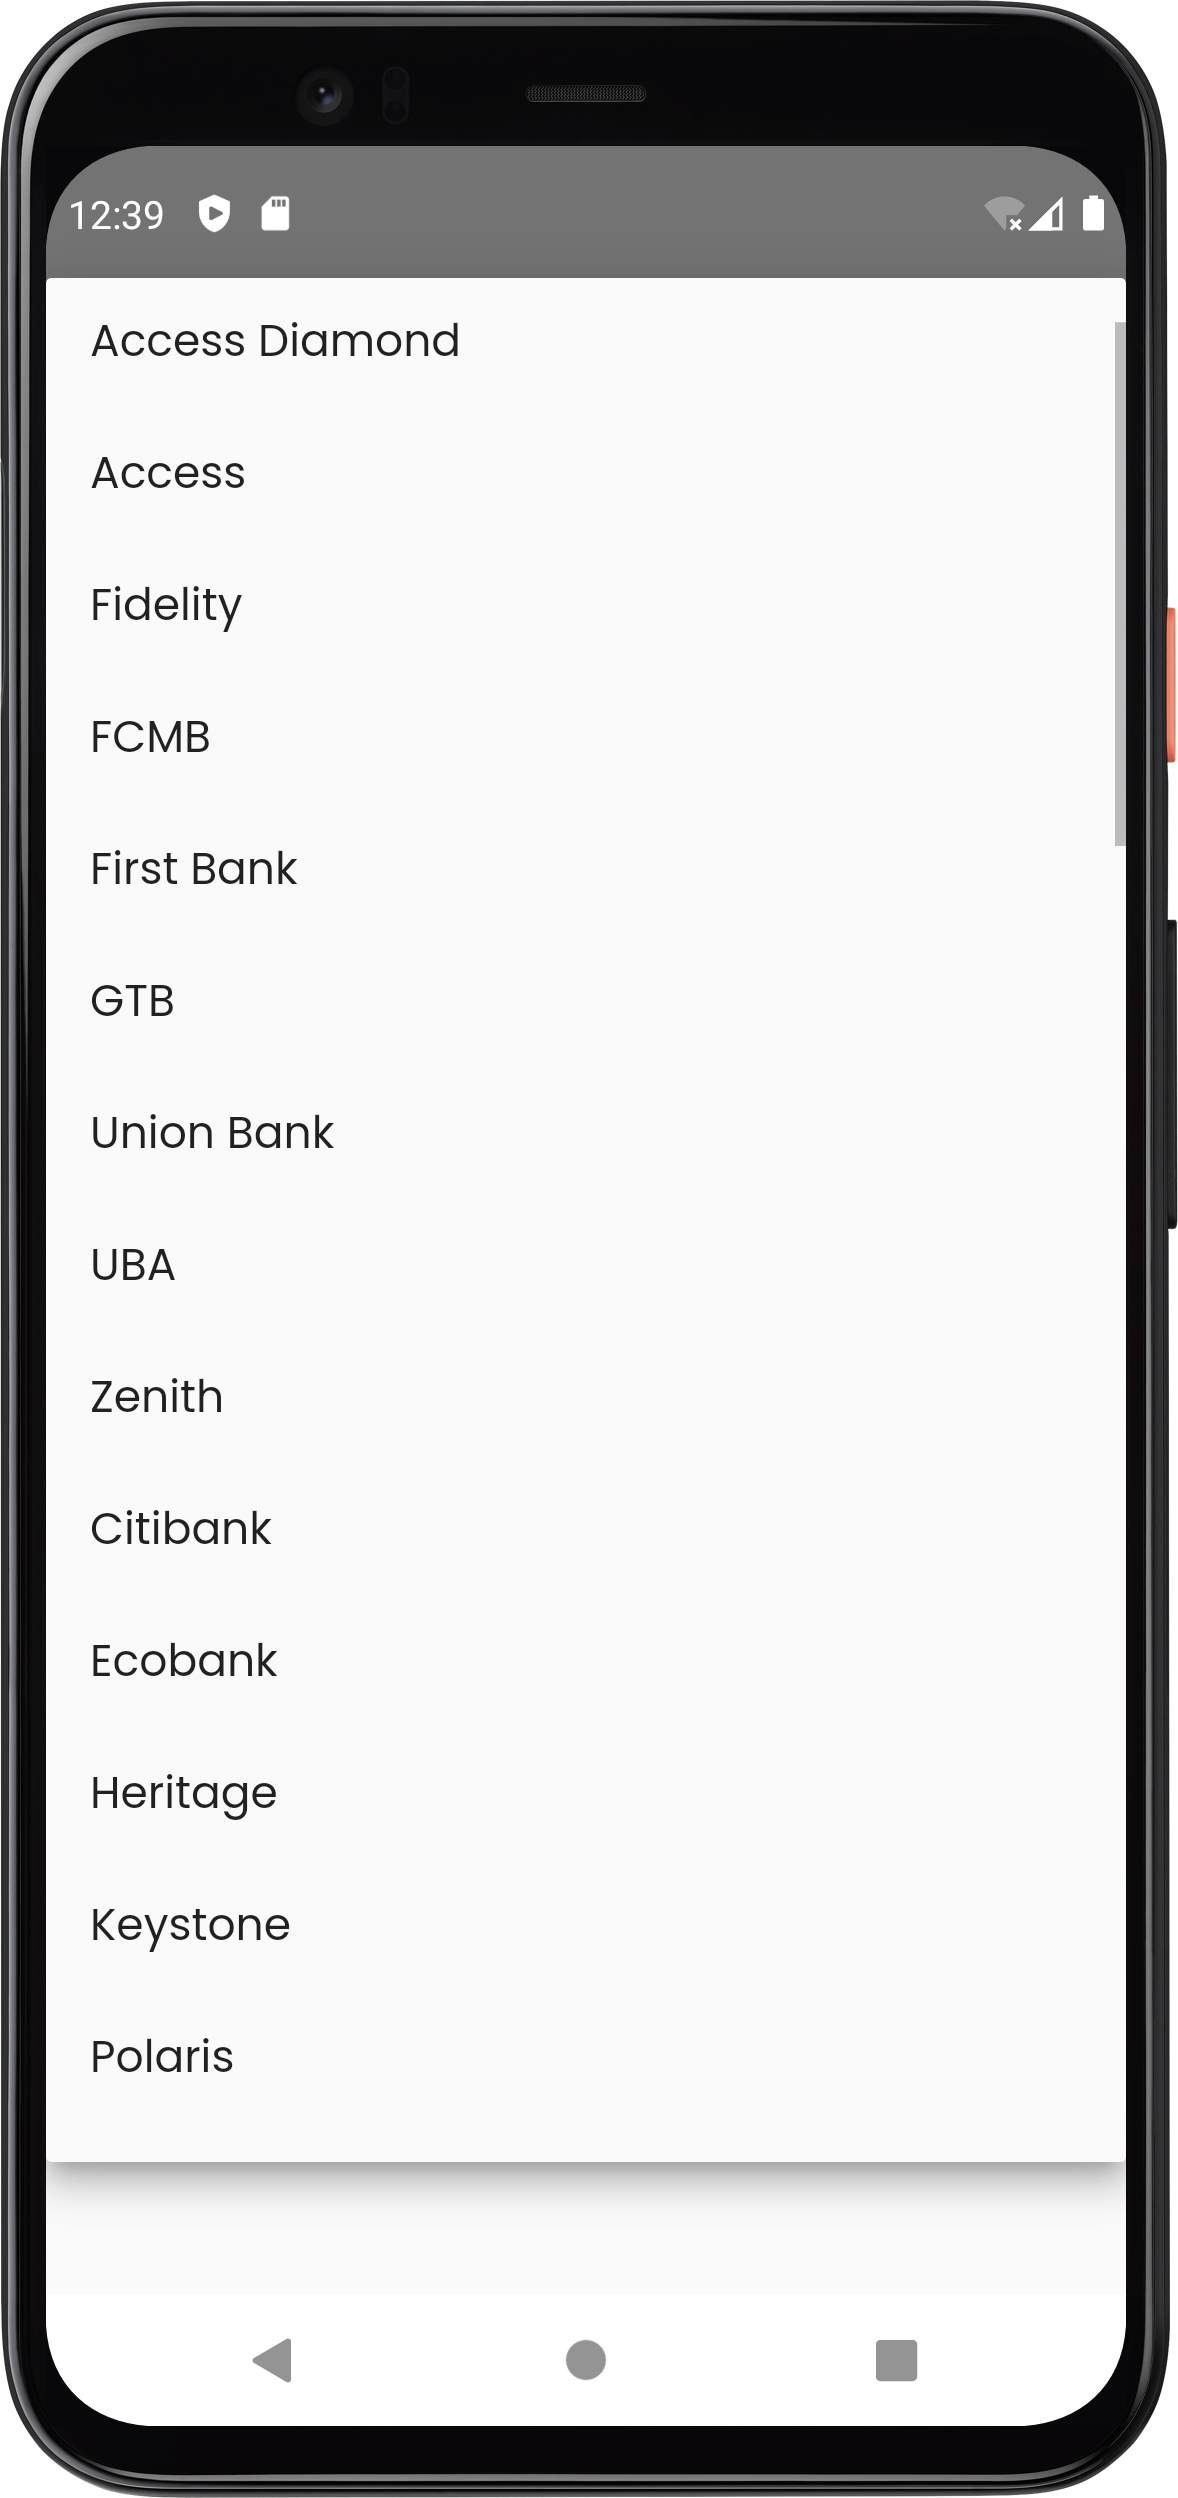 12:39
Access Diamond
Access
Fidelity
FCMB
First Bank
GTB
Union Bank
UBA
Zenith
Citibank
Ecobank
Heritage
Keystone
Polaris